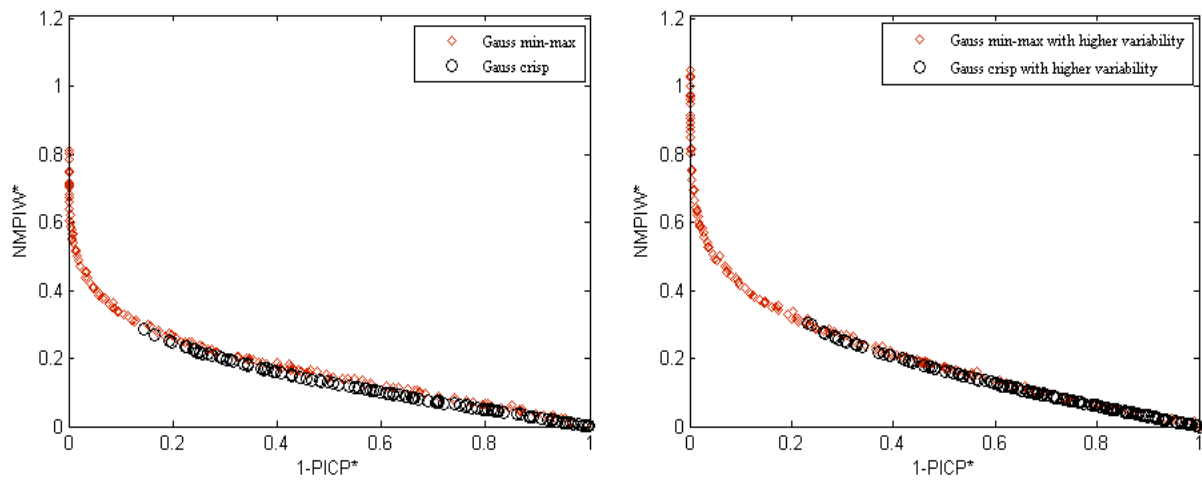 1.2
1
0.8
0.6
0.4
0.2
0
NMPIW*
Gauss min-max
Gauss crisp
0 0.2 0.4 0.6 0.8 1
1-PICP*
1.2
1
0.8
0.6
0.4
0.2
0
NMPIW*
Gauss min-max with higher variability
Gauss crisp with higher variability
0 0.2 0.4 0.6 0.8 1
1-PICP*